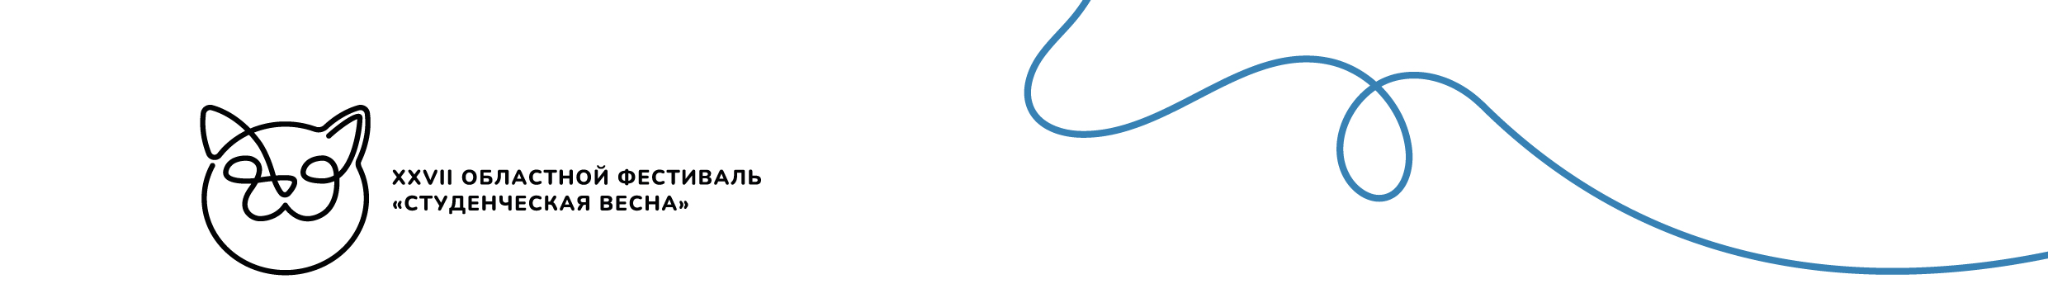 XXVII ОБЛАСТНОЙ ФЕСТИВАЛЬ
«СТУДЕНЧЕСКАЯ ВЕСНА»